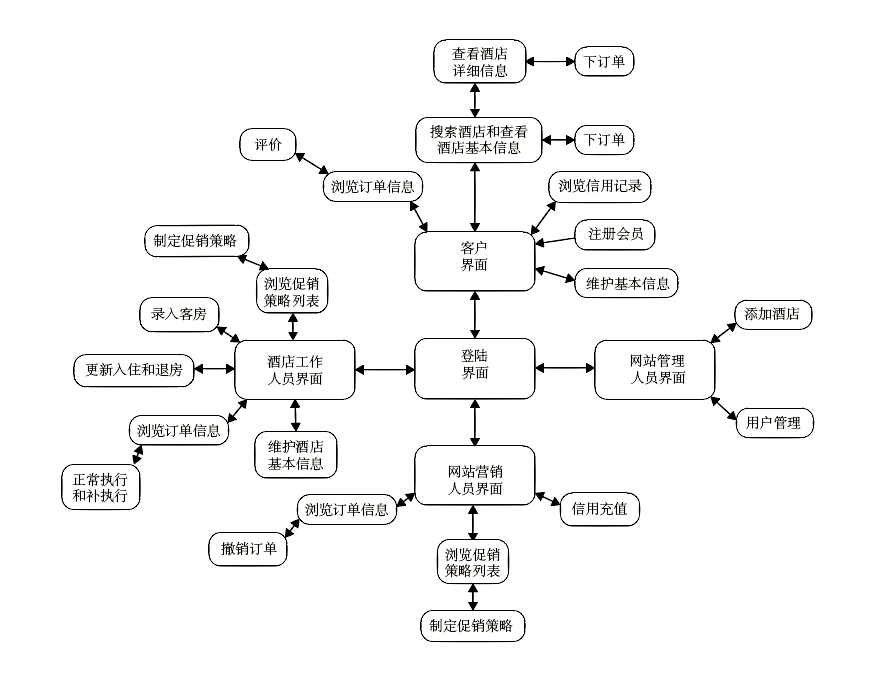 查看酒店
详细信息
下订单
搜索酒店和查看
酒店基本信息
下订单
评价
浏览订单信息
浏览信用记录
制定促销策略
客户
界面
注册会员
浏览促销
策略列表
维护基本信息
录入客房
添加酒店
更新入住和退房
酒店工作
人员界面
登陆
界面
网站管理
人员界面
浏览订单信息
维护酒店
基本信息
用户管理
正常执行
和补执行
网站营销
人员界面
浏览订单信息
信用充值
撤销订单
浏览促销
策略列表
制定促销策略